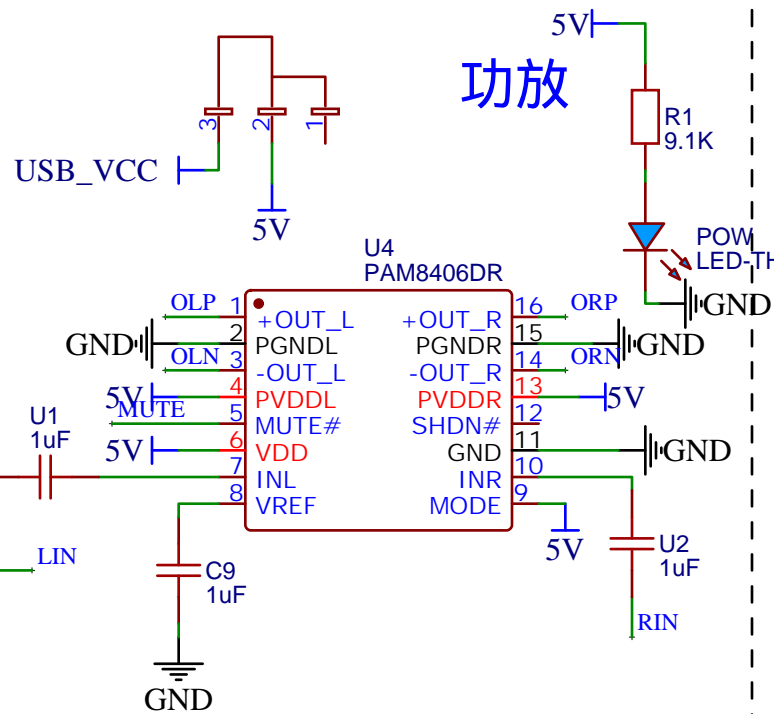 5V
功放
3
2
1
R1
9.1K
USB_VCC
5V
POW
LED-TH
GND
U4
PAM8406DR
OLP
1
+OUT_L
+OUT_R
16
ORP
GND
2
PGNDL
PGNDR
15
GND
OLN
3
-OUT_L
-OUT_R
14
ORN
5V
4
PVDDL
PVDDR
13
5V
MUTE
5
MUTE#
SHDN#
12
5V
6
VDD
GND
11
GND
U1
1uF
7
INL
INR
10
8
VREF
MODE
9
5V
LIN
C9
1uF
U2
1uF
RIN
GND